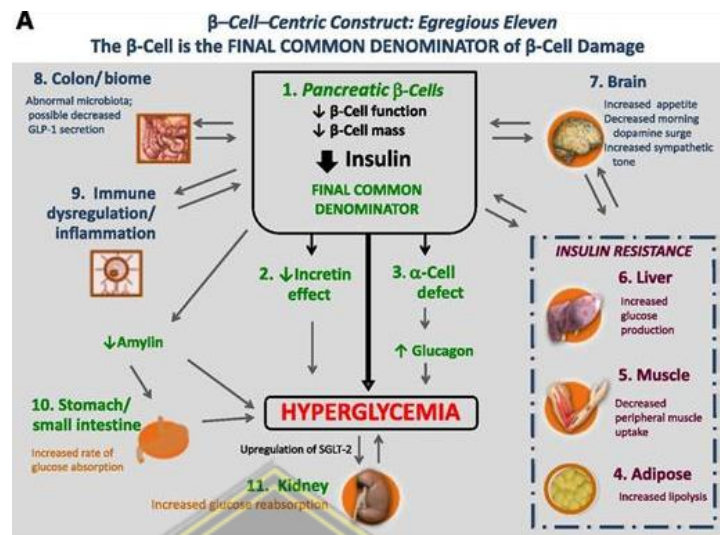 A
β–Cell–Centric Construct: Egregious Eleven
The β-Cell is the FINAL COMMON DENOMINATOR of β-Cell Damage
8. Colon/biome
Abnormal microbiota;
possible decreased
GLP-1 secretion
1. Pancreatic β-Cells
↓ β-Cell function
↓ β-Cell mass
↓ Insulin
FINAL COMMON
DENOMINATOR
7. Brain
Increased appetite
Decreased morning
dopamine surge
Increased sympathetic
tone
9. Immune
dysregulation/
inflammation
2. ↓Incretin
effect
3. α-Cell
defect
↑ Glucagon
↓Amylin
INSULIN RESISTANCE
6. Liver
Increased
glucose
production
5. Muscle
Decreased
peripheral muscle
uptake
4. Adipose
Increased lipolysis
10. Stomach/
small intestine
Increased rate of
glucose absorption
HYPERGLYCEMIA
Upregulation of SGLT-2
11. Kidney
Increased glucose reabsorption